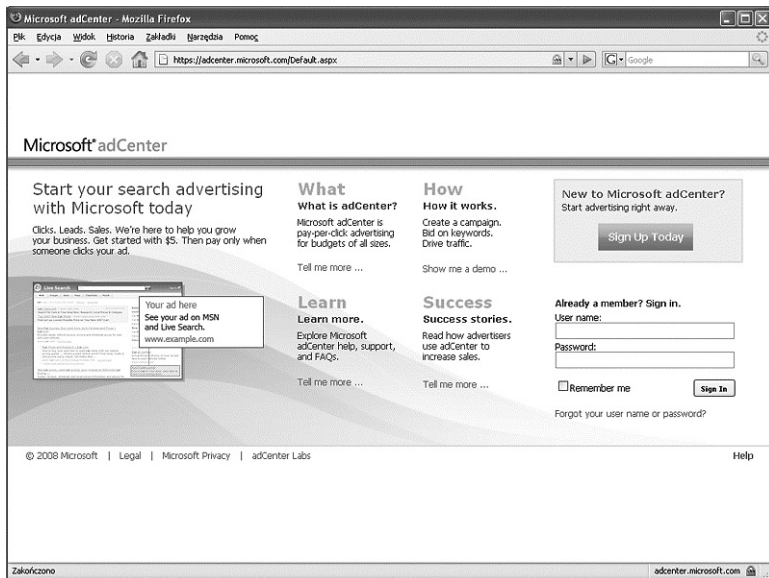 Microsoft adCenter - Mozilla Firefox
Plik Edycja Widok Historia Zakładki Narzędzia Pomoc
https://adcenter.microsoft.com/Default.aspx
G Google
Microsoft® adCenter
Start your search advertising
with Microsoft today
Clicks. Leads. Sales. We're here to help you grow
your business. Get started with $5. Then pay only when
someone clicks your ad.
Live Search
Your ad here
See your ad on MSN
and Live Search.
www.example.com
What
What is adCenter?
Microsoft adCenter is
pay-per-click advertising
for budgets of all sizes.
Tell me more ...
How
How it works.
Create a campaign.
Bid on keywords.
Drive traffic.
Show me a demo ...
Learn
Learn more.
Explore Microsoft
adCenter help, support,
and FAQs.
Tell me more ...
Success
Success stories.
Read how advertisers
use adCenter to
increase sales.
Tell me more ...
New to Microsoft adCenter?
Start advertising right away.
Sign Up Today
Already a member? Sign in.
User name:
Password:
Remember me
Sign In
Forgot your user name or password?
© 2008 Microsoft | Legal | Microsoft Privacy | adCenter Labs
Help
Zakończono
adcenter.microsoft.com